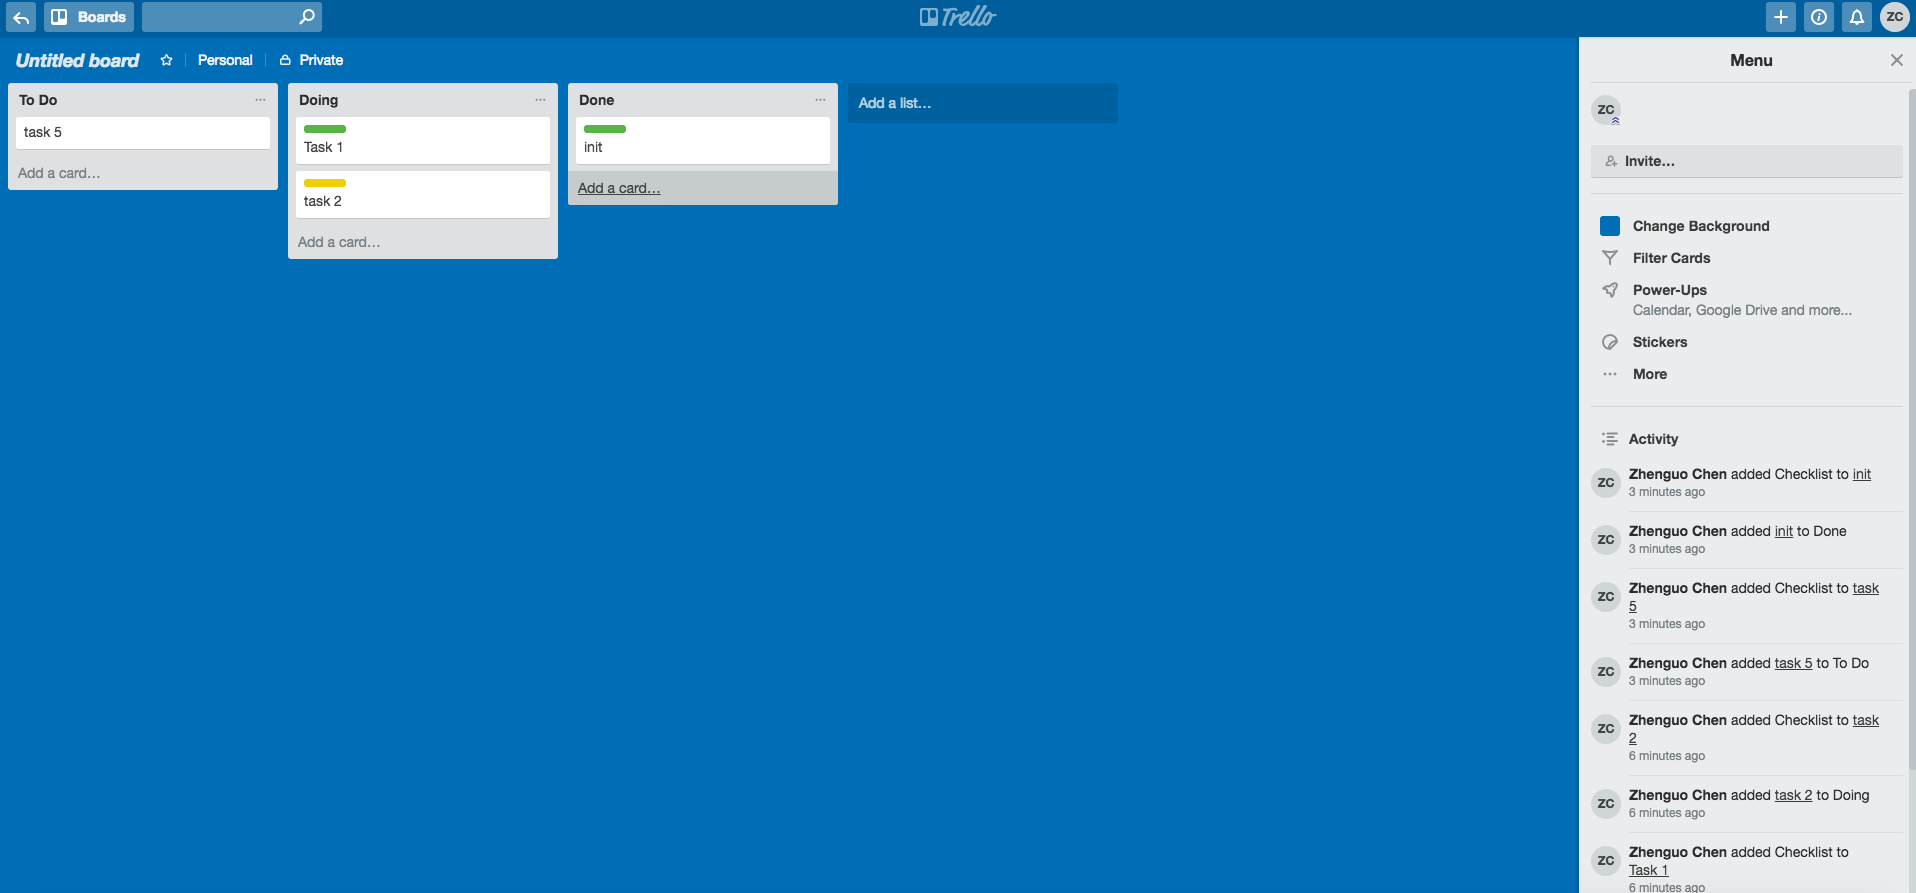 Boards
Trello
ZC
Untitled board
Personal
Private
To Do
task 5
Add a card…
Doing
Task 1
task 2
Add a card…
Done
init
Add a card…
Add a list…
Menu
ZC
Invite…
Change Background
Filter Cards
Power-Ups
Calendar, Google Drive and more...
Stickers
More
Activity
ZC
Zhenguo Chen added Checklist to init
3 minutes ago
ZC
Zhenguo Chen added init to Done
3 minutes ago
ZC
Zhenguo Chen added Checklist to task
5
3 minutes ago
ZC
Zhenguo Chen added task 5 to To Do
3 minutes ago
ZC
Zhenguo Chen added Checklist to task
2
6 minutes ago
ZC
Zhenguo Chen added task 2 to Doing
6 minutes ago
ZC
Zhenguo Chen added Checklist to
Task 1
6 minutes ago